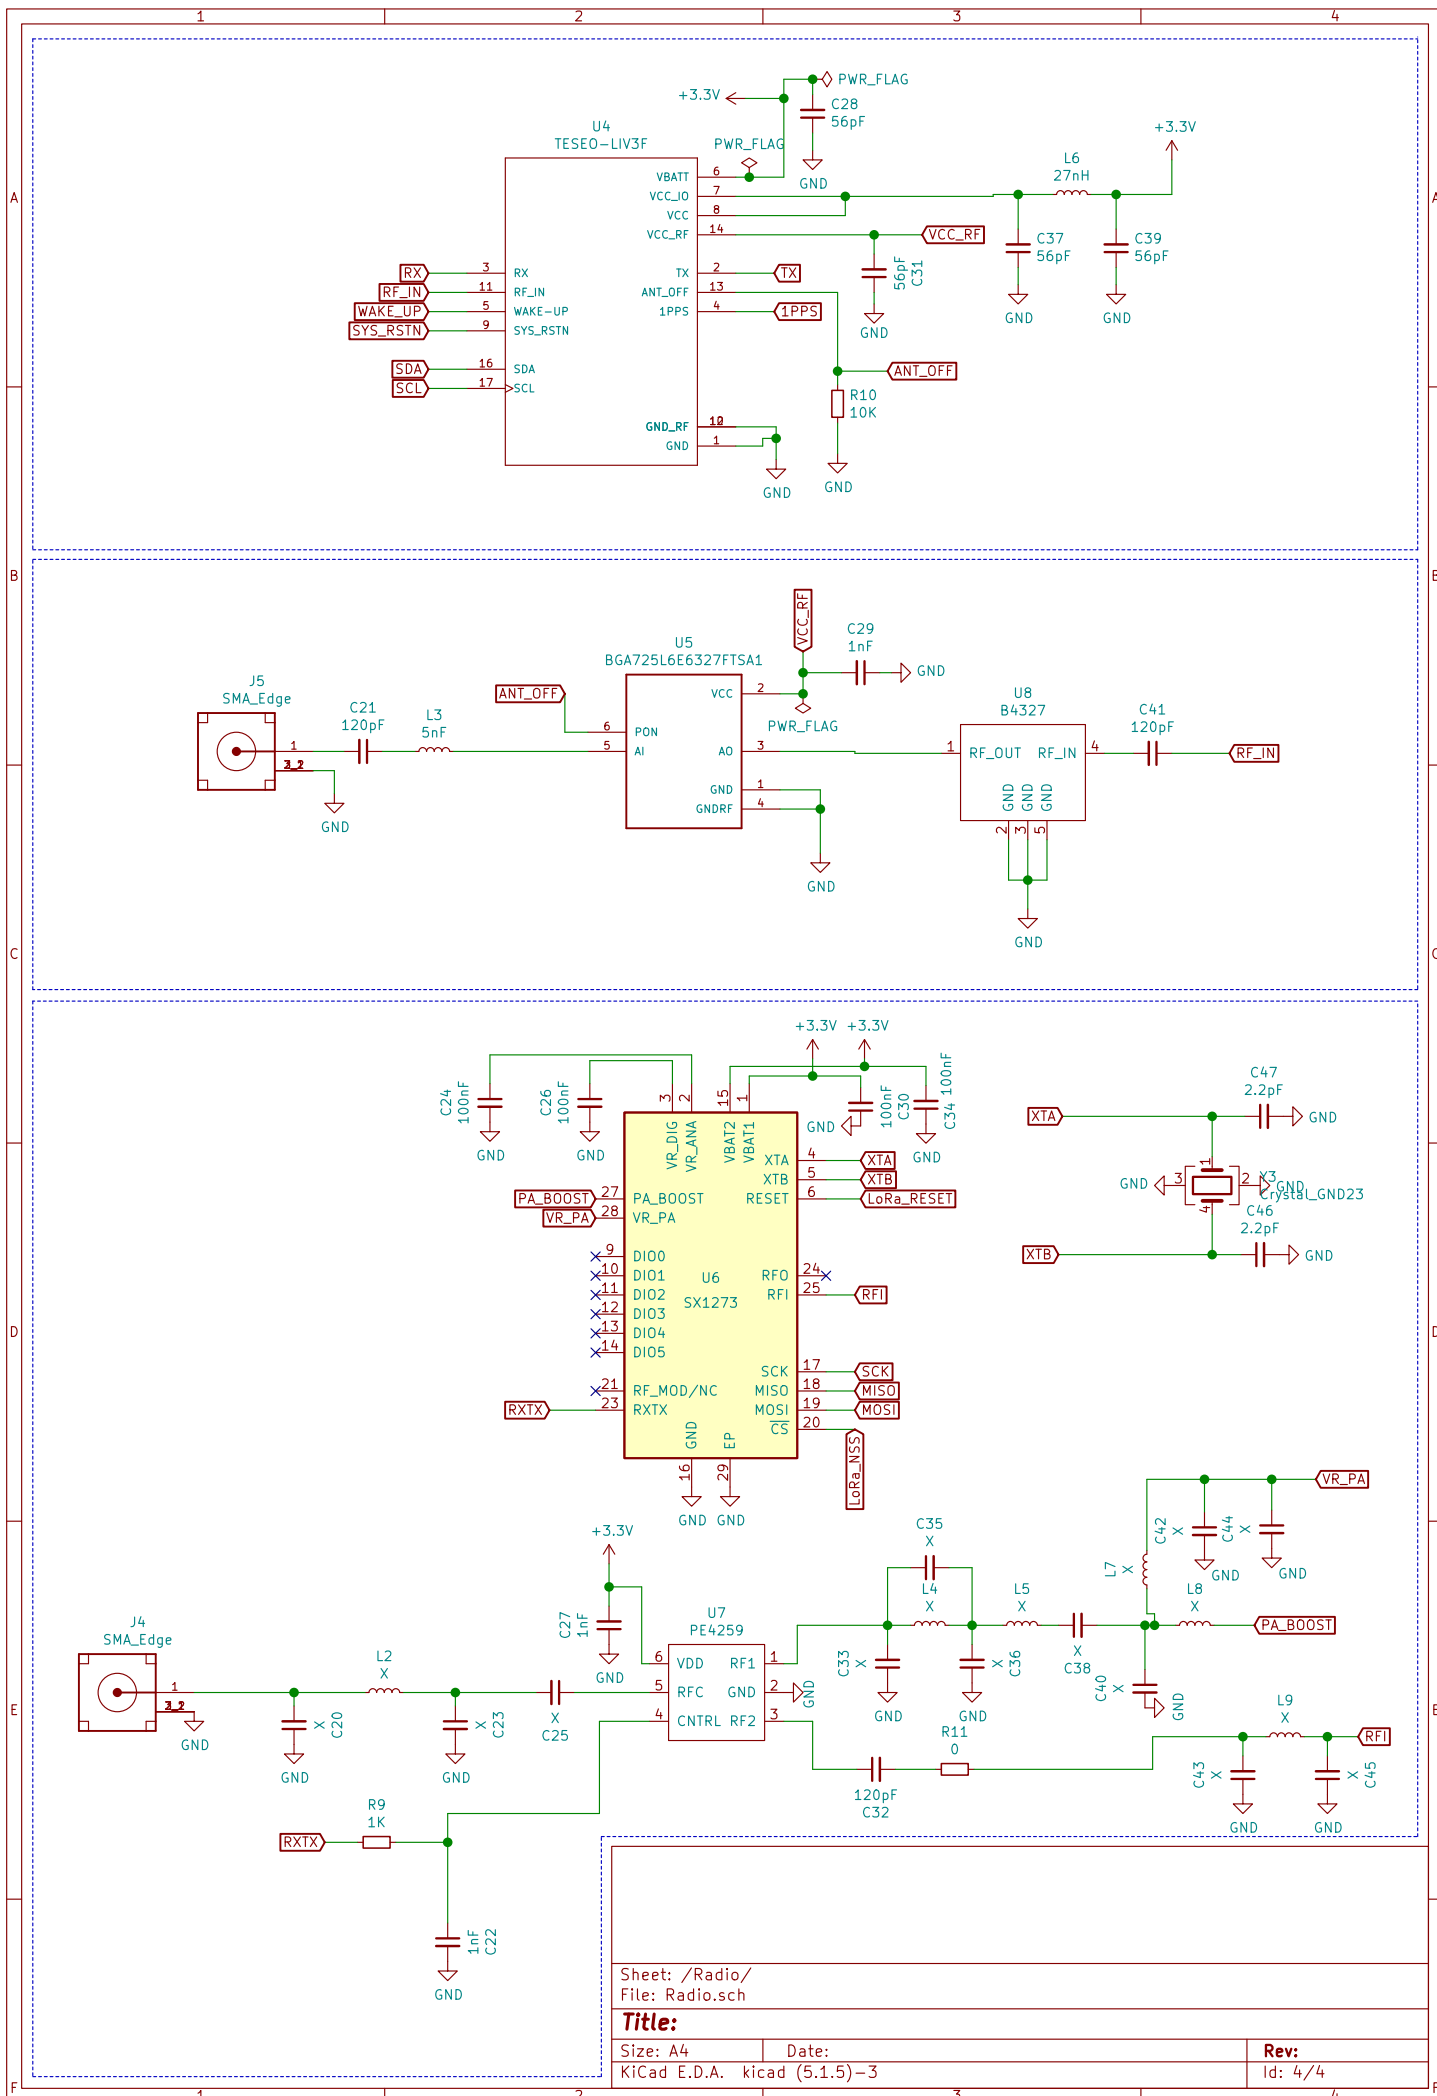 1 2 3 4
A
B
C
D
E
F
A
B
C
D
E
+3.3V
PWR_FLAG
C28
56pF
GND
U4
TESEO-LIV3F
PWR_FLAG
VBATT 6
VCC_IO 7
VCC 8
VCC_RF 14
VCC_RF
L6
27nH
+3.3V
C37
56pF
C39
56pF
GND
GND
56pF
C31
GND
RX 3 RX
RF_IN 11 RF_IN
WAKE_UP 5 WAKE-UP
SYS_RSTN 9 SYS_RSTN
SDA 16 SDA
SCL 17 SCL
TX 2 TX
ANT_OFF 13
1PPS 4 1PPS
ANT_OFF
R10
10K
GND
GND_RF
GND 1
GND
VCC_RF
C29
1nF
GND
U5
BGA725L6E6327FTSA1
ANT_OFF
VCC 2
PWR_FLAG
6 PON
5 AI
AO 3
GND 1
GNDRF 4
GND
J5
SMA_Edge
1
GND
C21
120pF
L3
5nF
U8
B4327
1 RF_OUT RF_IN 4
GND GND GND
2 3 5
GND
C41
120pF
RF_IN
+3.3V +3.3V
C24
100nF
GND
C26
100nF
GND
3 2 15 1
VR_DIG
VR_ANA
VBAT2
VBAT1
100nF
C30
GND
C34 100nF
GND
XTA 4 XTA
XTB 5 XTB
RESET 6 LoRa_RESET
PA_BOOST 27 PA_BOOST
VR_PA 28 VR_PA
9 DIO0
10 DIO1
11 DIO2
12 DIO3
13 DIO4
14 DIO5
U6
SX1273
RFO 24
RFI 25 RFI
21 RF_MOD/NC
RXTX 23 RXTX
SCK 17 SCK
MISO 18 MISO
MOSI 19 MOSI
CS 20
LoRa_NSS
GND EP
16 29
GND GND
XTA
C47
2.2pF
GND
GND 3 1 2 4 GND
Y3
Crystal_GND23
C46
2.2pF
XTB
GND
VR_PA
C42
X
GND
C44
X
GND
L7
X
L8
X
PA_BOOST
C40
X
GND
C35
X
L4
X
L5
X
C38
X
C33
X
GND
X
C36
GND
+3.3V
C27
1nF
GND
U7
PE4259
6 VDD RF1 1
5 RFC GND 2
4 CNTRL RF2 3
GND
J4
SMA_Edge
1
GND
L2
X
X
C20
GND
X
C23
GND
X
C25
120pF
C32
R11
0
L9
X
RFI
C43
X
GND
X
C45
GND
RXTX
R9
1K
1nF
C22
GND
Sheet: /Radio/
File: Radio.sch
Title:
Size: A4 Date: Rev:
KiCad E.D.A. kicad (5.1.5)-3 Id: 4/4
1 2 3 4